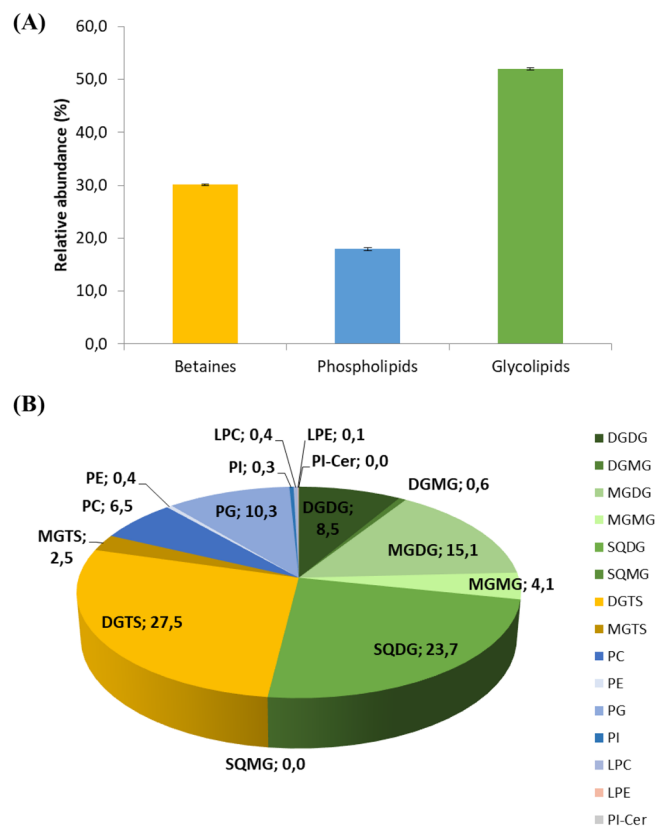 (A)
Relative abundance (%)
60,0
50,0
40,0
30,0
20,0
10,0
0,0
Betaines
Phospholipids
Glycolipids
(B)
LPC; 0,4
LPE; 0,1
PI; 0,3
PI-Cer; 0,0
PE; 0,4
PC; 6,5
PG; 10,3
DGDG;
8,5
DGMG; 0,6
MGTS;
2,5
MGDG; 15,1
MGMG; 4,1
DGTS; 27,5
SQDG; 23,7
SQMG; 0,0
DGDG
DGMG
MGDG
MGMG
SQDG
SQMG
DGTS
MGTS
PC
PE
PG
PI
LPC
LPE
PI-Cer